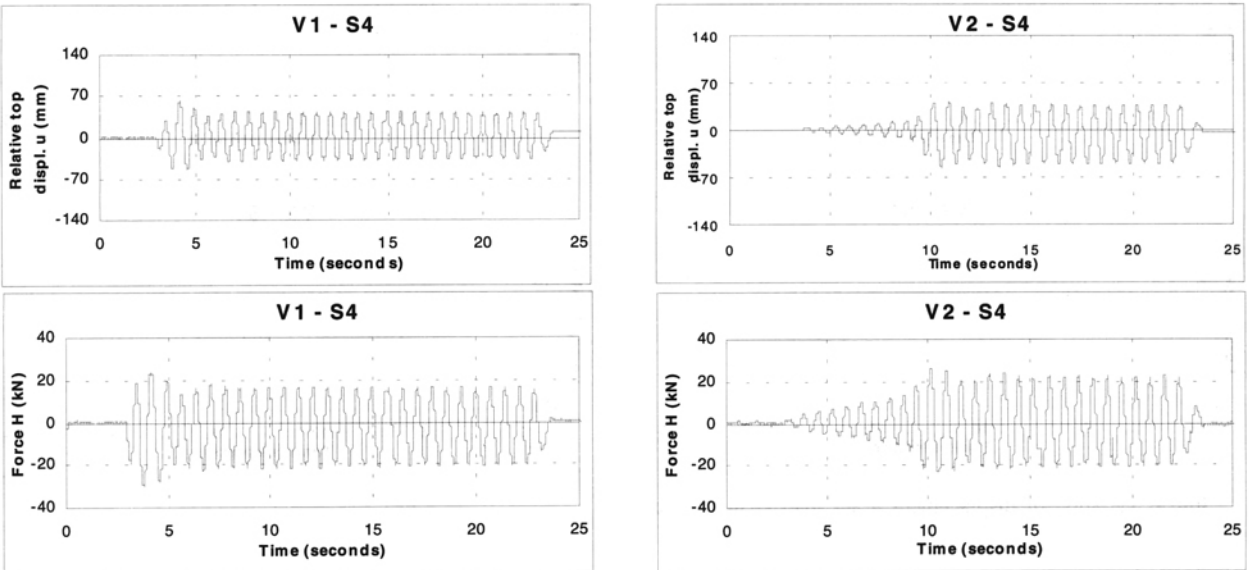 V1 - S4
Relative top
displ. u (mm)
140
70
0
-70
-140
0 5 10 15 20 25
Time (seconds)
V2 - S4
Relative top
displ. u (mm)
140
70
0
-70
-140
0 5 10 15 20 25
Time (seconds)
V1 - S4
Force H (kN)
40
20
0
-20
-40
0 5 10 15 20 25
Time (seconds)
V2 - S4
Force H (kN)
40
20
0
-20
-40
0 5 10 15 20 25
Time (seconds)